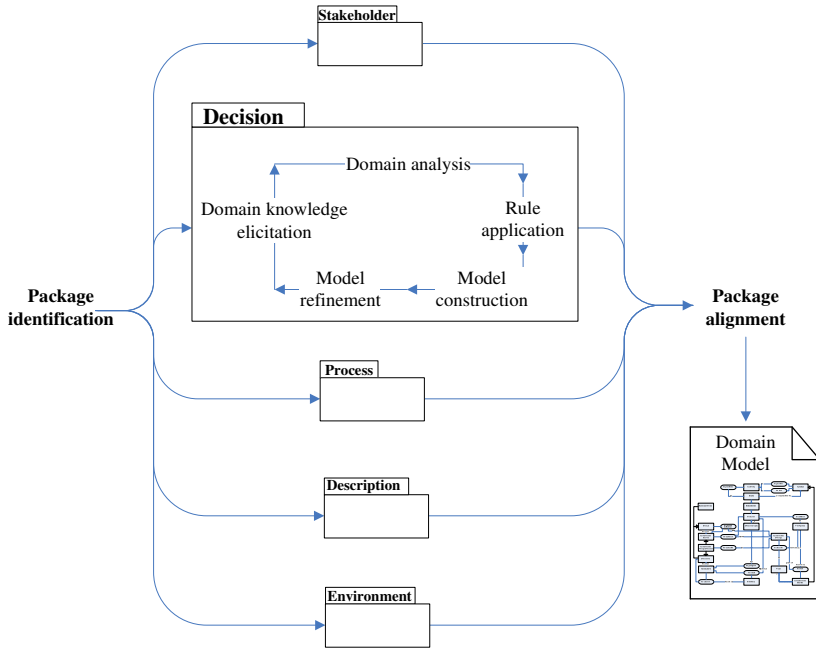 Stakeholder
Decision
Domain analysis
Domain knowledge
elicitation
Rule
application
Model
refinement
Model
construction
Package
identification
Package
alignment
Process
Domain
Model
Description
Environment